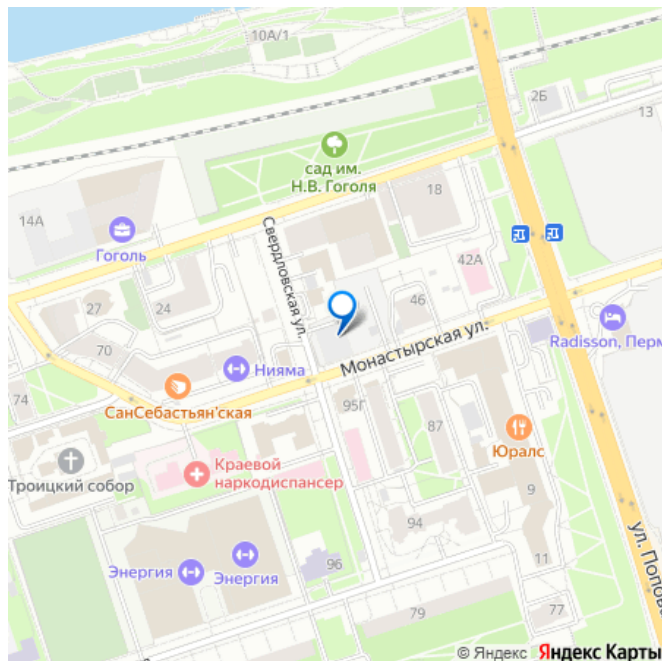 10А/1
2Б
13
сад им.
Н.В. Гоголя
18
14А
Гоголь
Свердловская ул.
42А
27
24
46
Radisson, Перм
70
Нияма
Монастырская ул.
74
СанСебастьян'ская
95Г
87
Юралс
Троицкий собор
Краевой
наркодиспансер
9
94
ул. Попова
Энергия
Энергия
96
11
79
77
© Яндекс Яндекс Карты